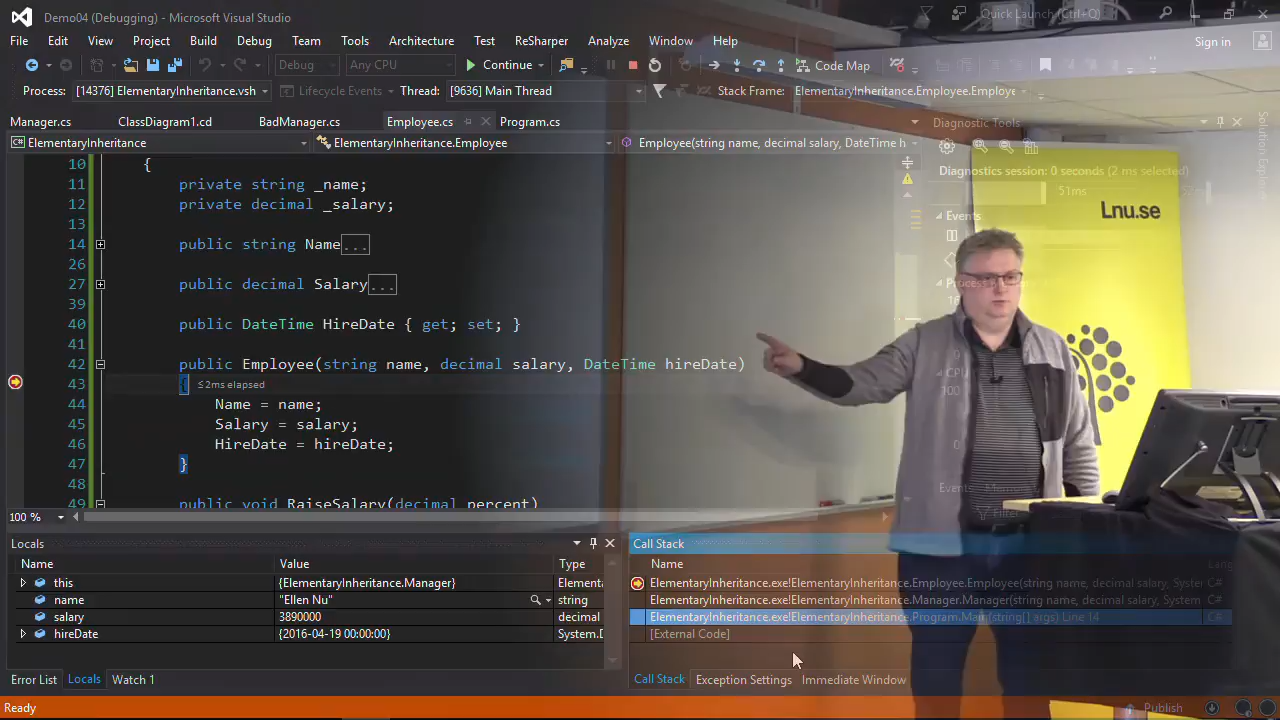 Demo04 (Debugging) - Microsoft Visual Studio
Quick Launch (Ctrl+Q)
File Edit View Project Build Debug Team Tools Architecture Test ReSharper Analyze Window Help
Sign in
Debug Any CPU Continue Code Map
Process: [14376] ElementaryInheritance.vsh Lifecycle Events Thread: [9636] Main Thread Stack Frame: ElementaryInheritance.Employee.Employe
Manager.cs ClassDiagram1.cd BadManager.cs Employee.cs Program.cs
Diagnostic Tools
ElementaryInheritance ElementaryInheritance.Employee Employee(string name, decimal salary, DateTime h
Solution Explorer
Diagnostics session: 0 seconds (2 ms selected)
51ms
Lnu.se
Events
10 {
11 private string _name;
12 private decimal _salary;
13
14 public string Name...
26
27 public decimal Salary...
39
40 public DateTime HireDate { get; set; }
41
42 public Employee(string name, decimal salary, DateTime hireDate)
43 { ≤2ms elapsed
44 Name = name;
45 Salary = salary;
46 HireDate = hireDate;
47 }
48
49 public void RaiseSalary(decimal percent)
100 %
Locals
Name Value Type
this {ElementaryInheritance.Manager} Elementa
name "Ellen Nu" string
salary 3890000 decimal
hireDate {2016-04-19 00:00:00} System.D
Error List Locals Watch 1
Call Stack
Name
ElementaryInheritance.exe!ElementaryInheritance.Employee.Employee(string name, decimal salary, System C#
ElementaryInheritance.exe!ElementaryInheritance.Manager.Manager(string name, decimal salary, System C#
ElementaryInheritance.exe!ElementaryInheritance.Program.Main(string[] args) Line 14 C#
[External Code]
Call Stack Exception Settings Immediate Window
Ready
Publish